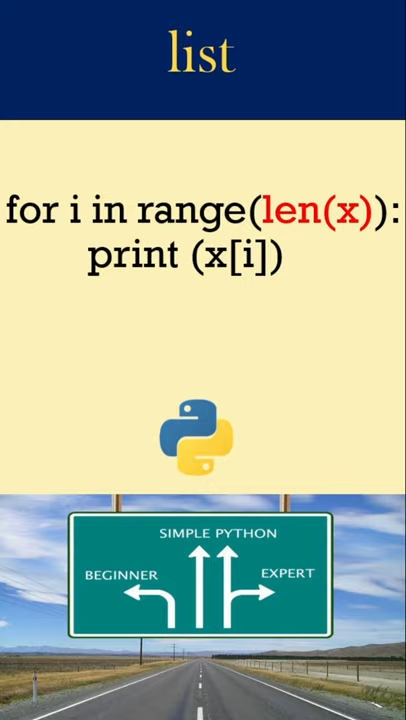 list
for i in range(len(x)):
print (x[i])
SIMPLE PYTHON
BEGINNER
EXPERT